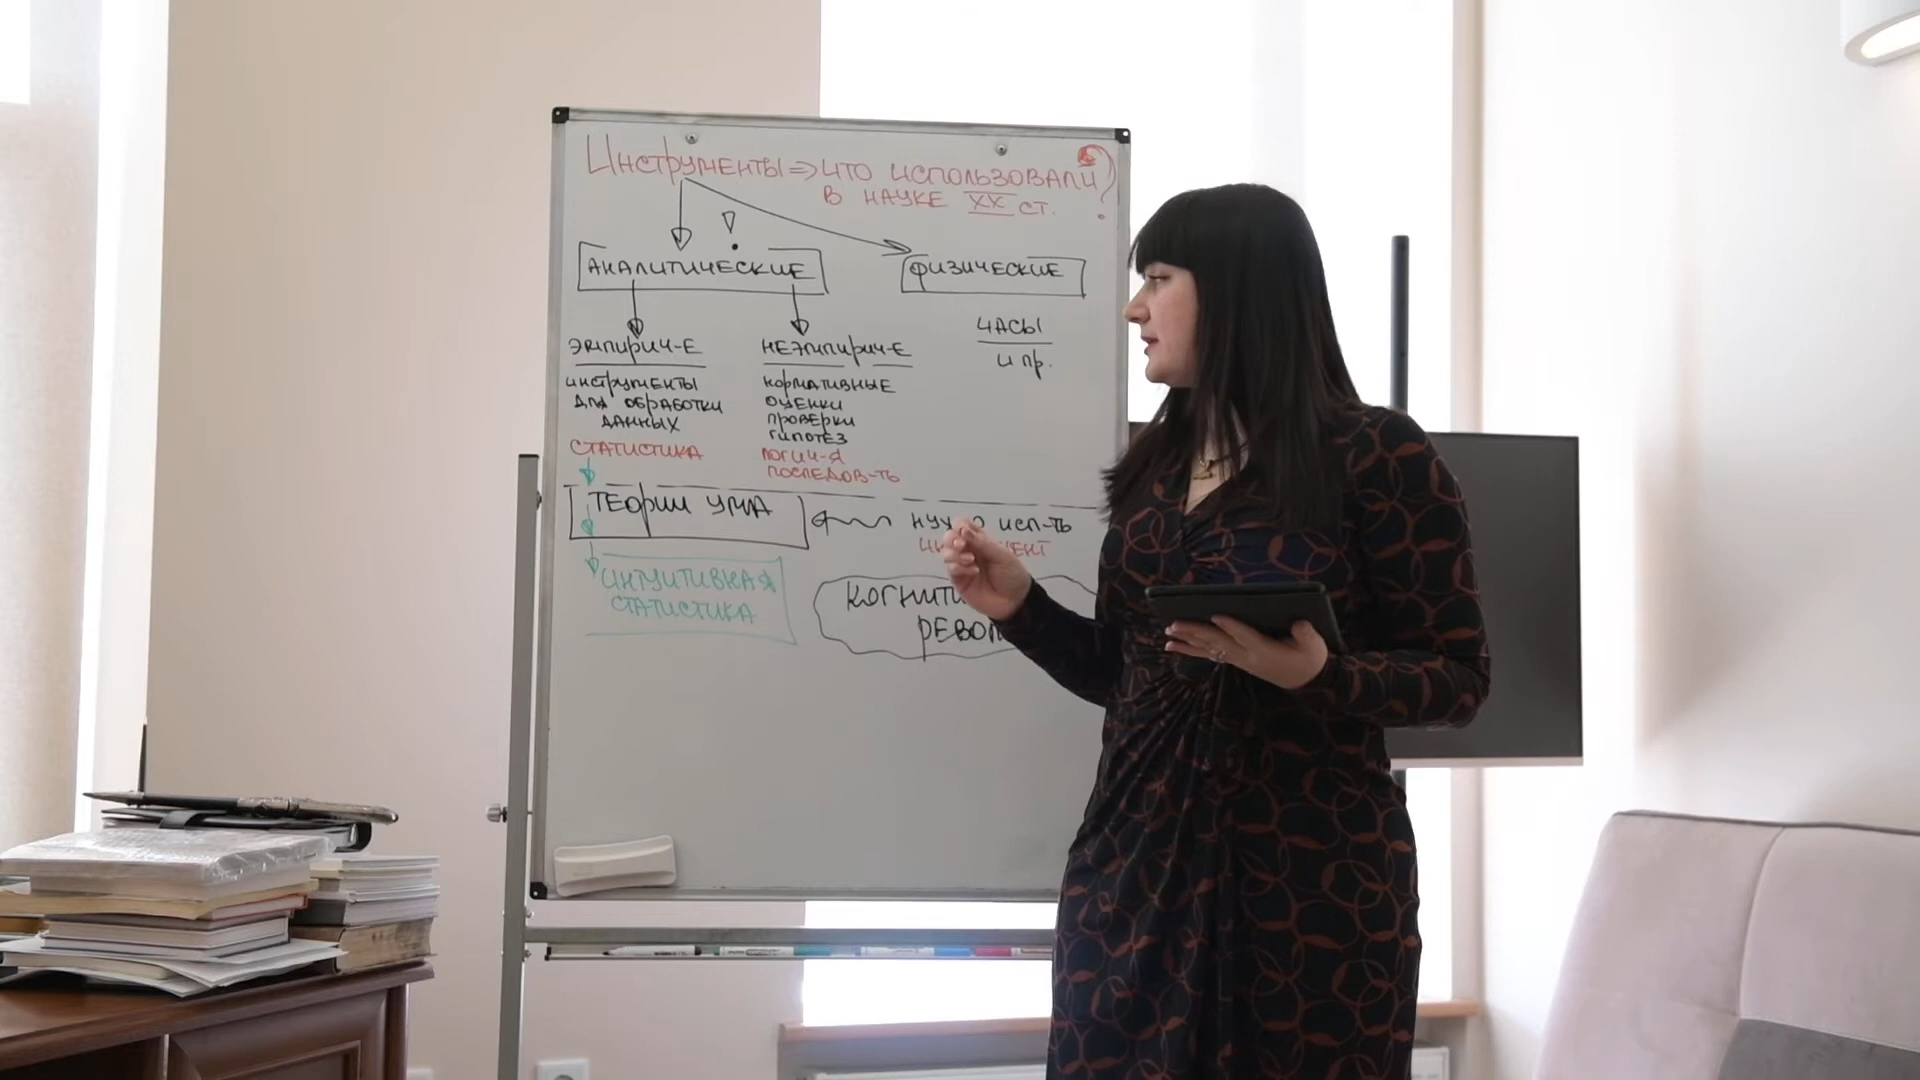 Инструменты => что использовали?
в науке XX ст.
!
аналитические
физические
эмпирич-е
неэмпирич-е
часы
и пр.
инструменты
для обработки
данных
нормативные
оценки
проверки
гипотез
статистика
логич-я
последов-ть
теории ума
исп-ть
интуитивная
статистика